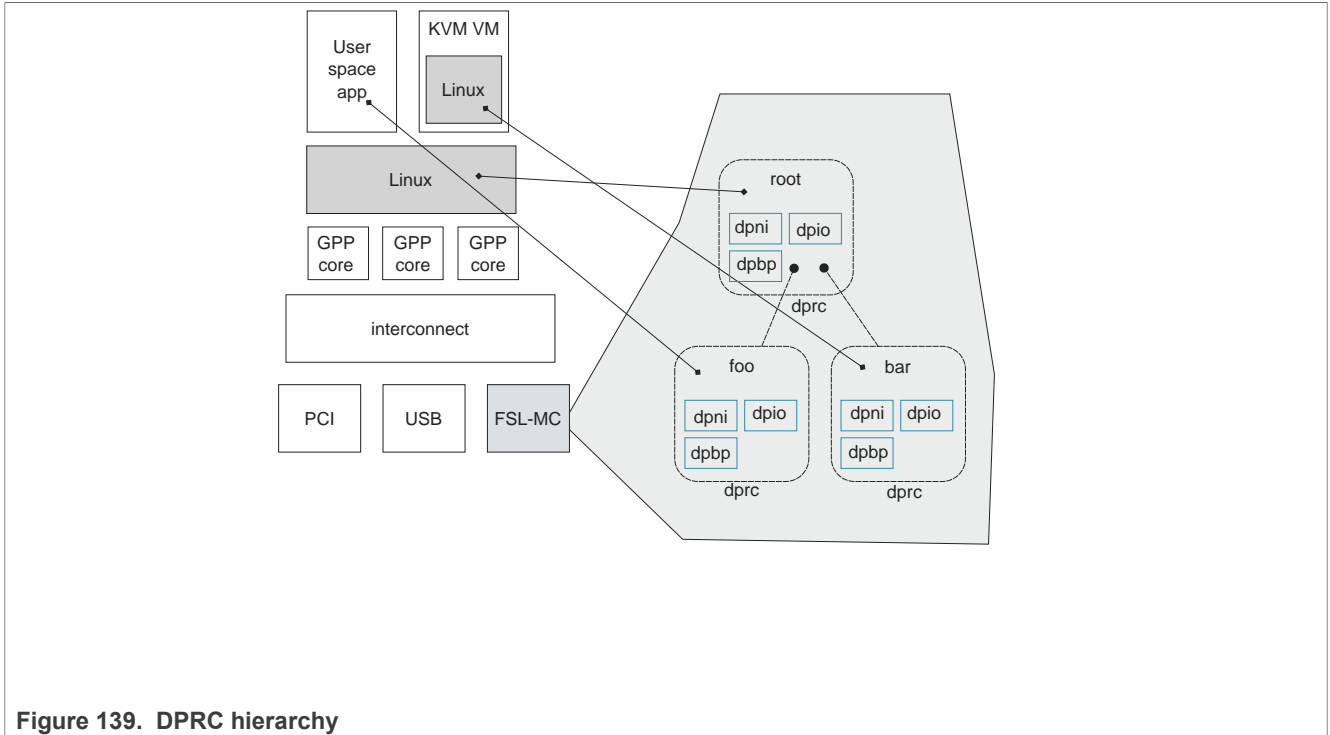 User
space
app
KVM VM
Linux
Linux
GPP
core
GPP
core
GPP
core
interconnect
PCI
USB
FSL-MC
root
dpni
dpio
dpbp
dprc
foo
dpni
dpio
dpbp
dprc
bar
dpni
dpio
dpbp
dprc
Figure 139. DPRC hierarchy